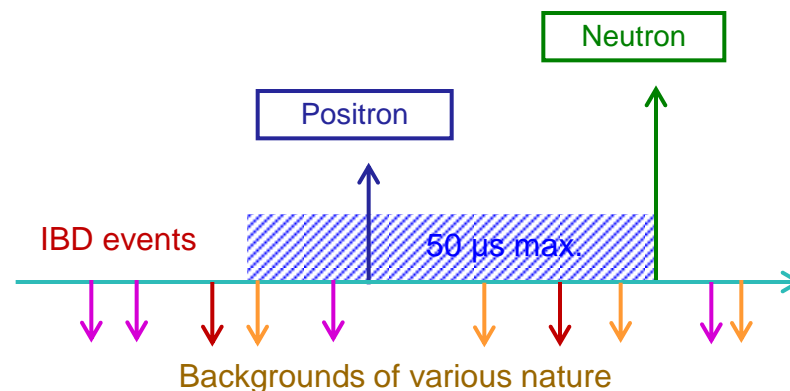 Neutron
Positron
IBD events
50 µs max.
Backgrounds of various nature